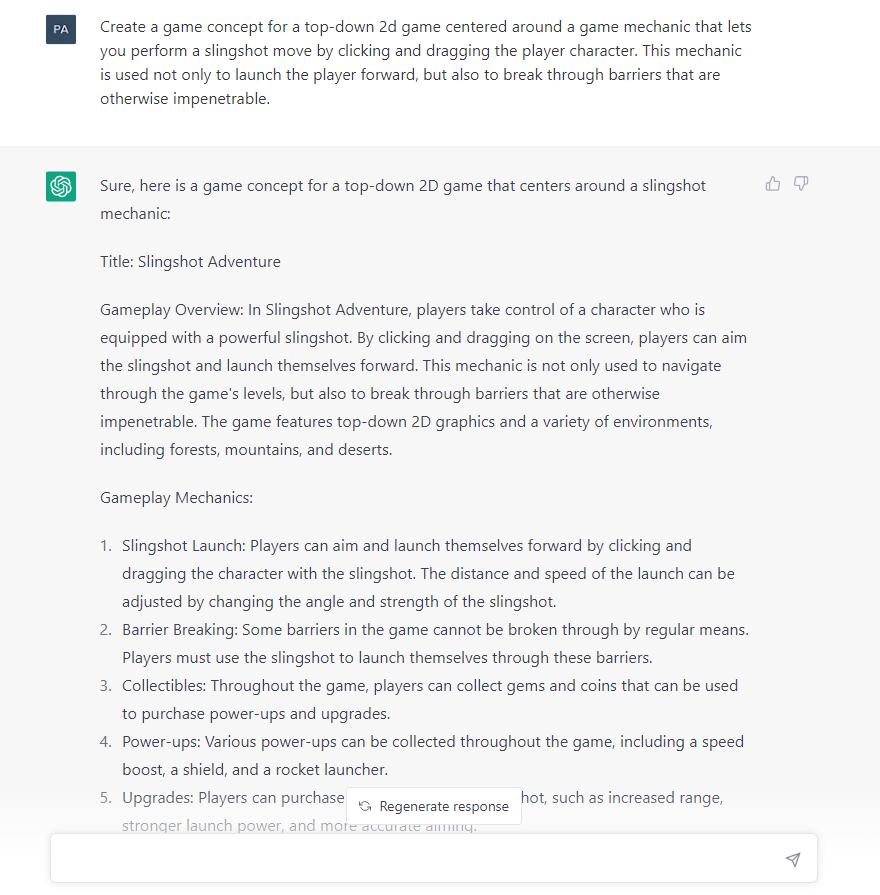 PA
Create a game concept for a top-down 2d game centered around a game mechanic that lets
you perform a slingshot move by clicking and dragging the player character. This mechanic
is used not only to launch the player forward, but also to break through barriers that are
otherwise impenetrable.
Sure, here is a game concept for a top-down 2D game that centers around a slingshot
mechanic:
Title: Slingshot Adventure
Gameplay Overview: In Slingshot Adventure, players take control of a character who is
equipped with a powerful slingshot. By clicking and dragging on the screen, players can aim
the slingshot and launch themselves forward. This mechanic is not only used to navigate
through the game's levels, but also to break through barriers that are otherwise
impenetrable. The game features top-down 2D graphics and a variety of environments,
including forests, mountains, and deserts.
Gameplay Mechanics:
1. Slingshot Launch: Players can aim and launch themselves forward by clicking and
dragging the character with the slingshot. The distance and speed of the launch can be
adjusted by changing the angle and strength of the slingshot.
2. Barrier Breaking: Some barriers in the game cannot be broken through by regular means.
Players must use the slingshot to launch themselves through these barriers.
3. Collectibles: Throughout the game, players can collect gems and coins that can be used
to purchase power-ups and upgrades.
4. Power-ups: Various power-ups can be collected throughout the game, including a speed
boost, a shield, and a rocket launcher.
5. Upgrades: Players can purchase hot, such as increased range,
Regenerate response
stronger launch power, and more accurate aiming.